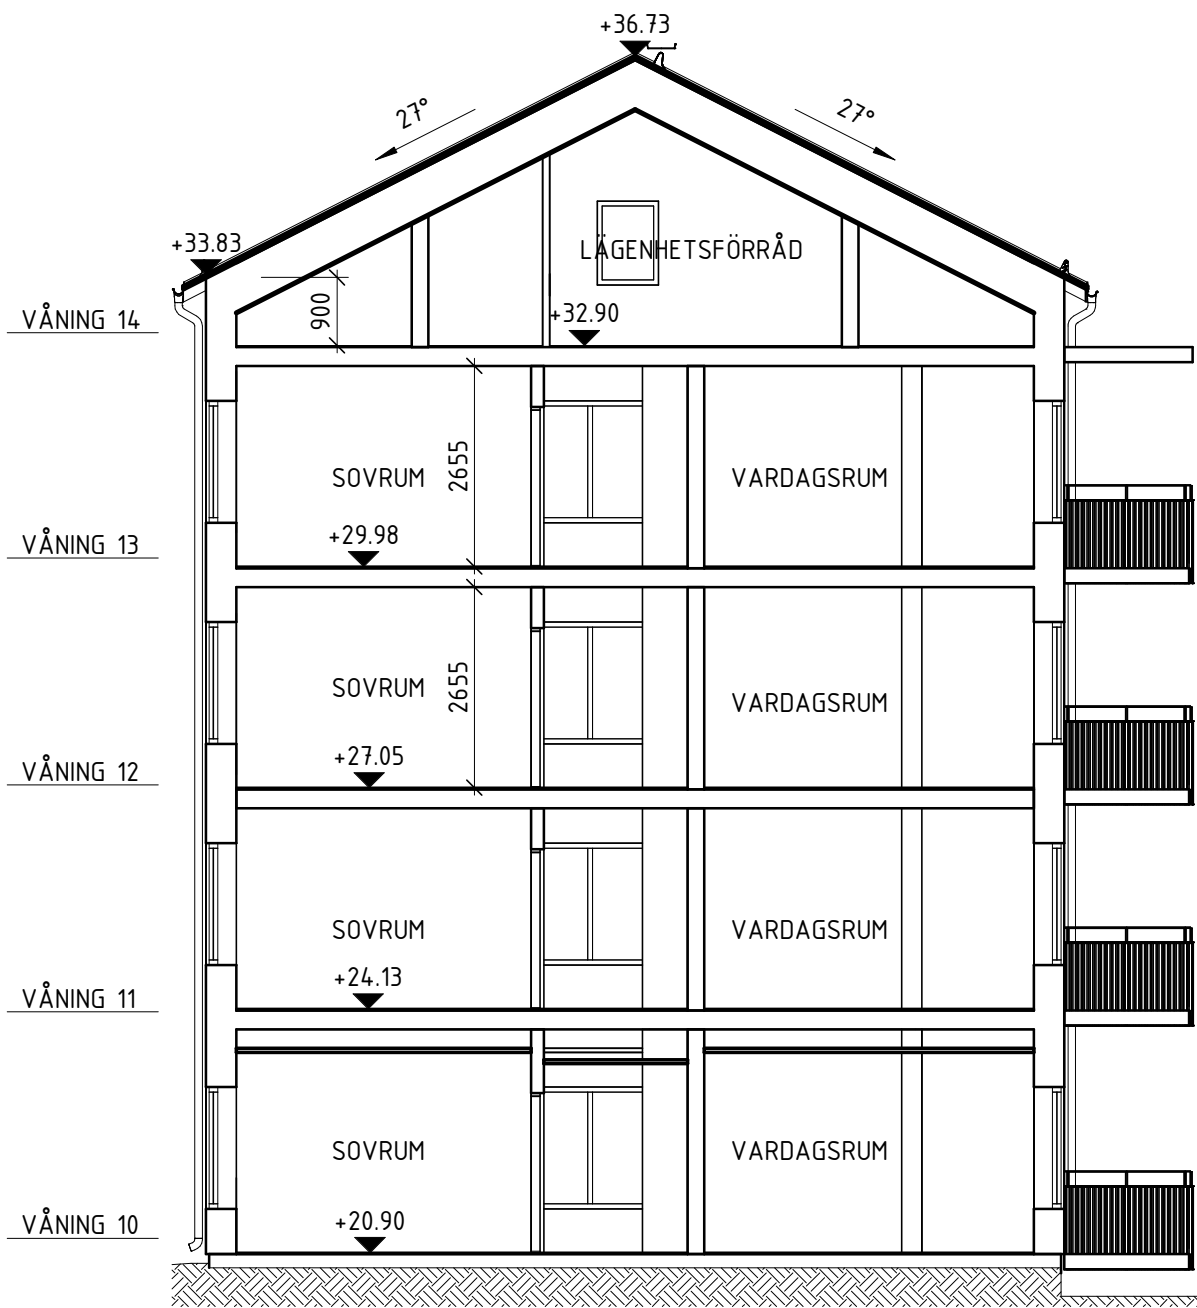 +36.73
27°
27°
+33.83
LÄGENHETSFÖRRÅD
900
+32.90
VÅNING 14
SOVRUM
2655
VARDAGSRUM
+29.98
VÅNING 13
SOVRUM
2655
VARDAGSRUM
+27.05
VÅNING 12
SOVRUM
VARDAGSRUM
+24.13
VÅNING 11
SOVRUM
VARDAGSRUM
+20.90
VÅNING 10